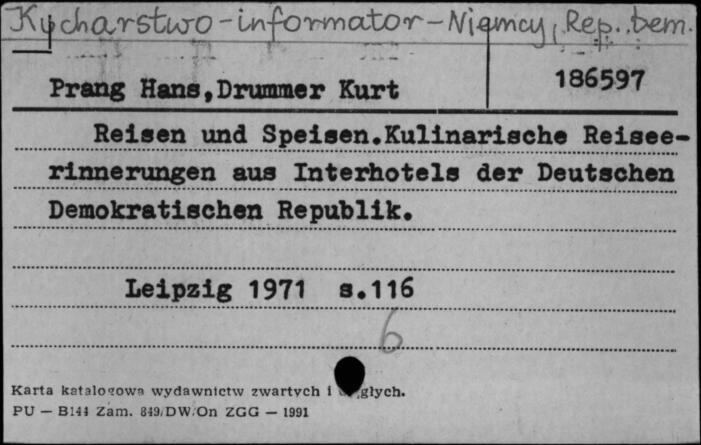 Kucharstwo-informator-Niemcy, Rep. Dem.
Prang Hans,Drummer Kurt
186597
Reisen und Speisen.Kulinarische Reisee-
rinnerungen aus Interhotels der Deutschen
Demokratischen Republik.
Leipzig 1971 s.116
6
Karta katalogowa wydawnictw zwartych i głych.
PU — B144 Zam. 849/DW/On ZGG — 1991